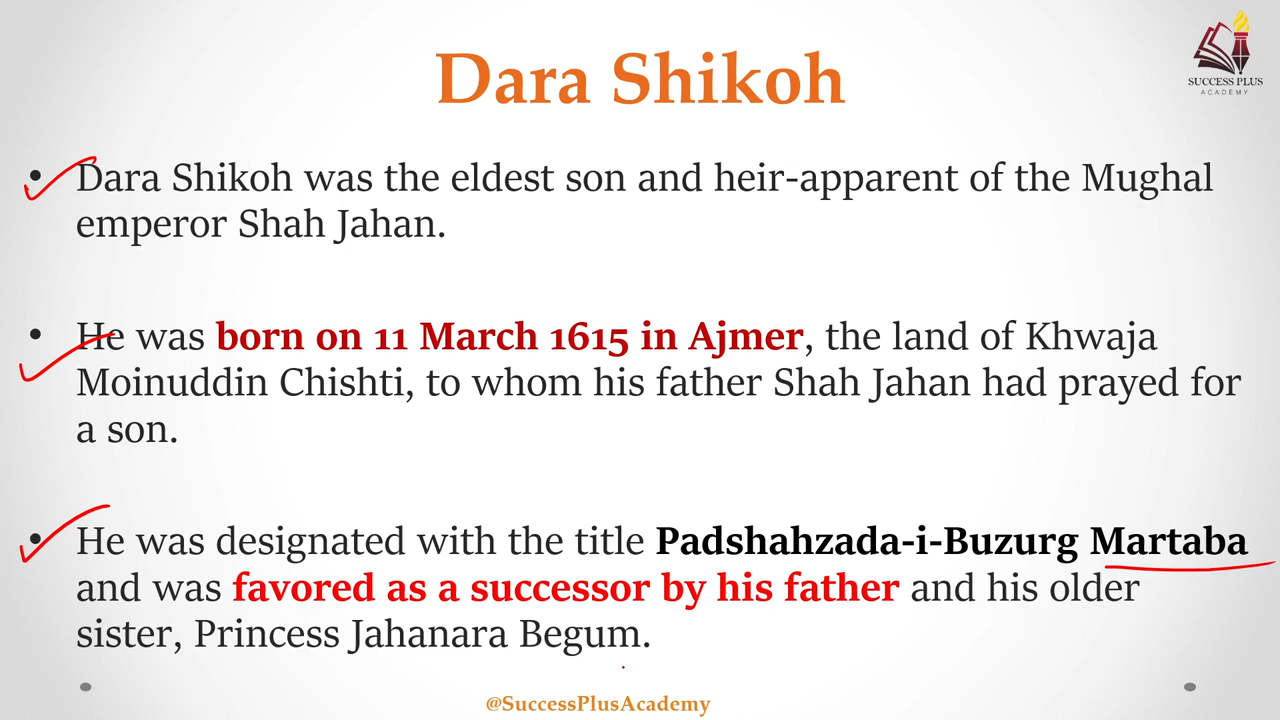 SUCCESS PLUS
ACADEMY
Dara Shikoh
• Dara Shikoh was the eldest son and heir-apparent of the Mughal
emperor Shah Jahan.
• He was born on 11 March 1615 in Ajmer, the land of Khwaja
Moinuddin Chishti, to whom his father Shah Jahan had prayed for
a son.
• He was designated with the title Padshahzada-i-Buzurg Martaba
and was favored as a successor by his father and his older
sister, Princess Jahanara Begum.
@SuccessPlusAcademy